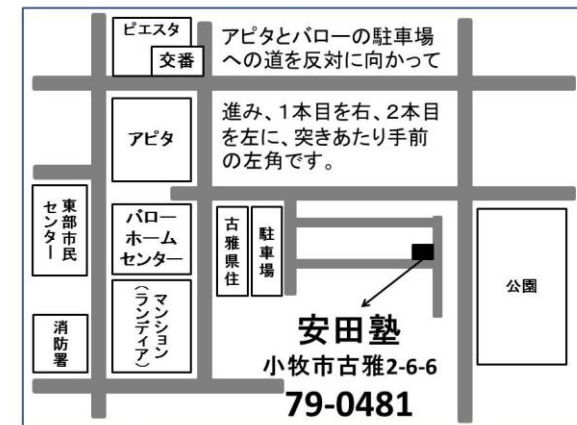 ピエスタ
交番
アピタとバローの駐車場
への道を反対に向かって
進み、1本目を右、2本目
を左に、突きあたり手前
の左角です。
アピタ
東部市民
センター
バロー
ホーム
センター
古雅県住
駐車場
公園
消防署
マンション
(ランディア)
安田塾
小牧市古雅2-6-6
79-0481